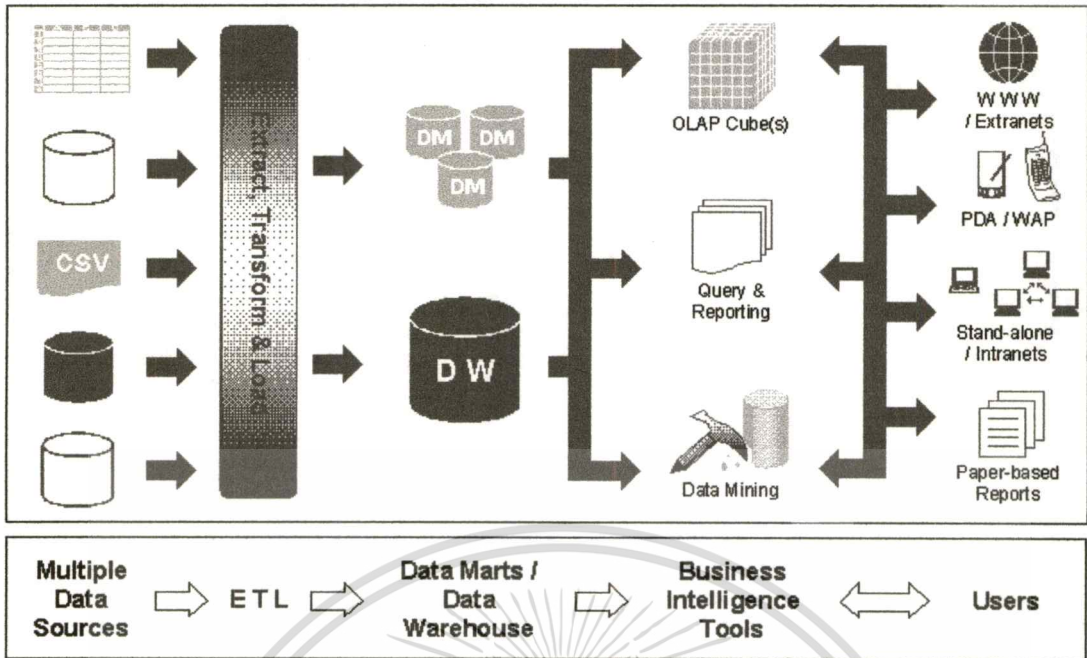 CSV
Extract, Transform & Load
DM
DM
DM
D W
OLAP Cube(s)
Query &
Reporting
Data Mining
W W W
/ Extranets
PDA / WAP
Stand-alone
/ Intranets
Paper-based
Reports
Multiple
Data
Sources
E T L
Data Marts /
Data
Warehouse
Business
Intelligence
Tools
Users